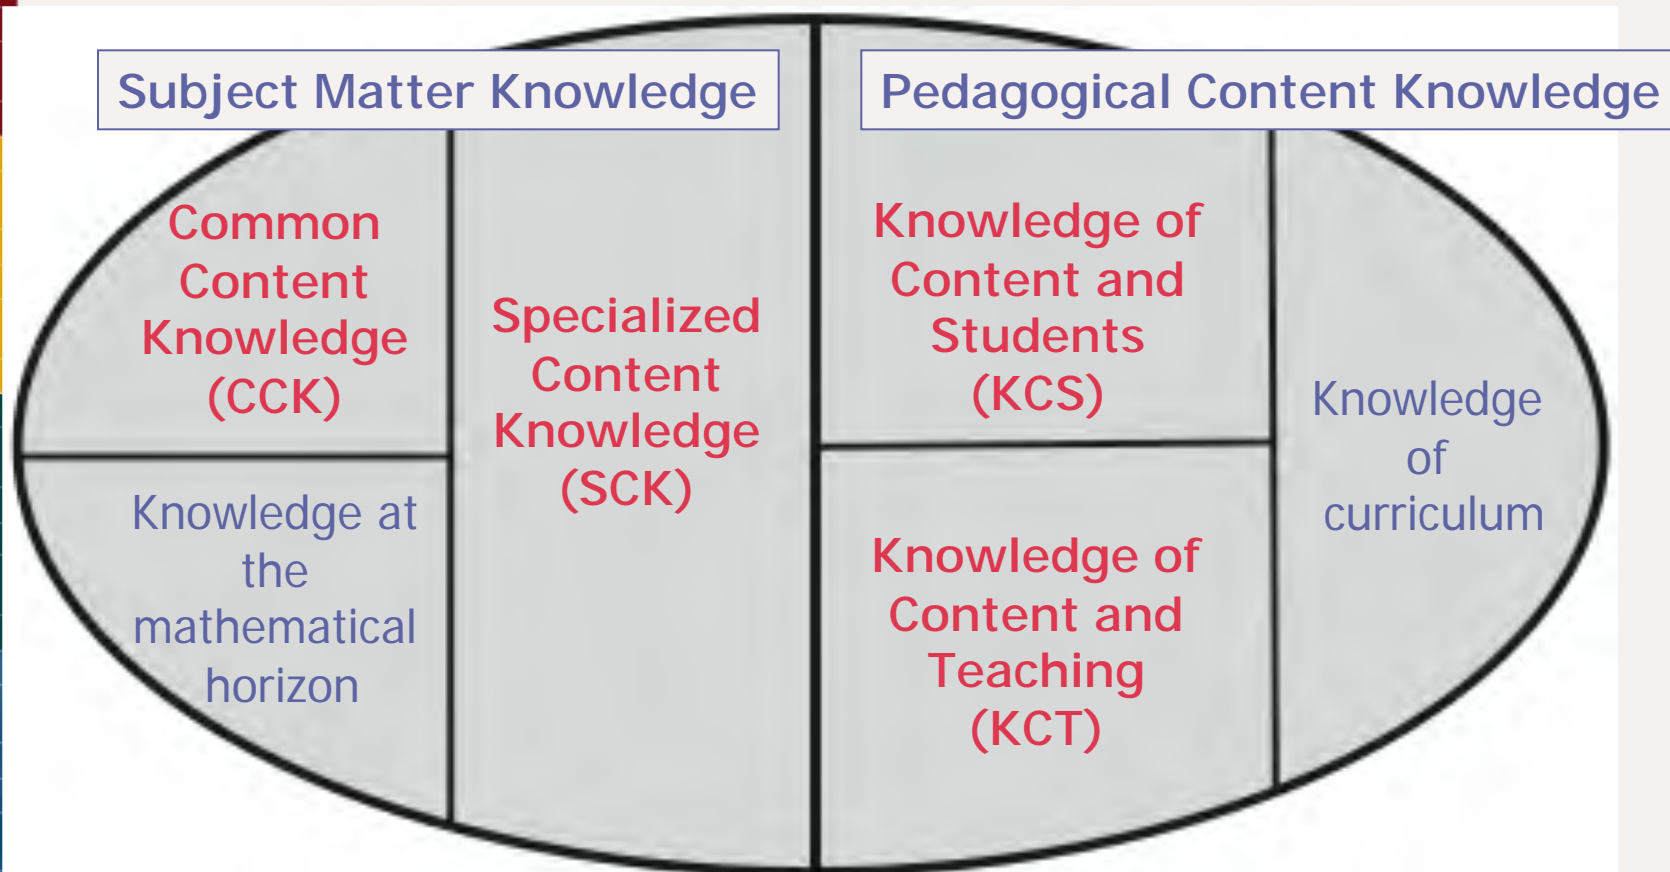 Subject Matter Knowledge
Pedagogical Content Knowledge
Common
Content
Knowledge
(CCK)
Knowledge at
the
mathematical
horizon
Specialized
Content
Knowledge
(SCK)
Knowledge of
Content and
Students
(KCS)
Knowledge of
Content and
Teaching
(KCT)
Knowledge
of
curriculum